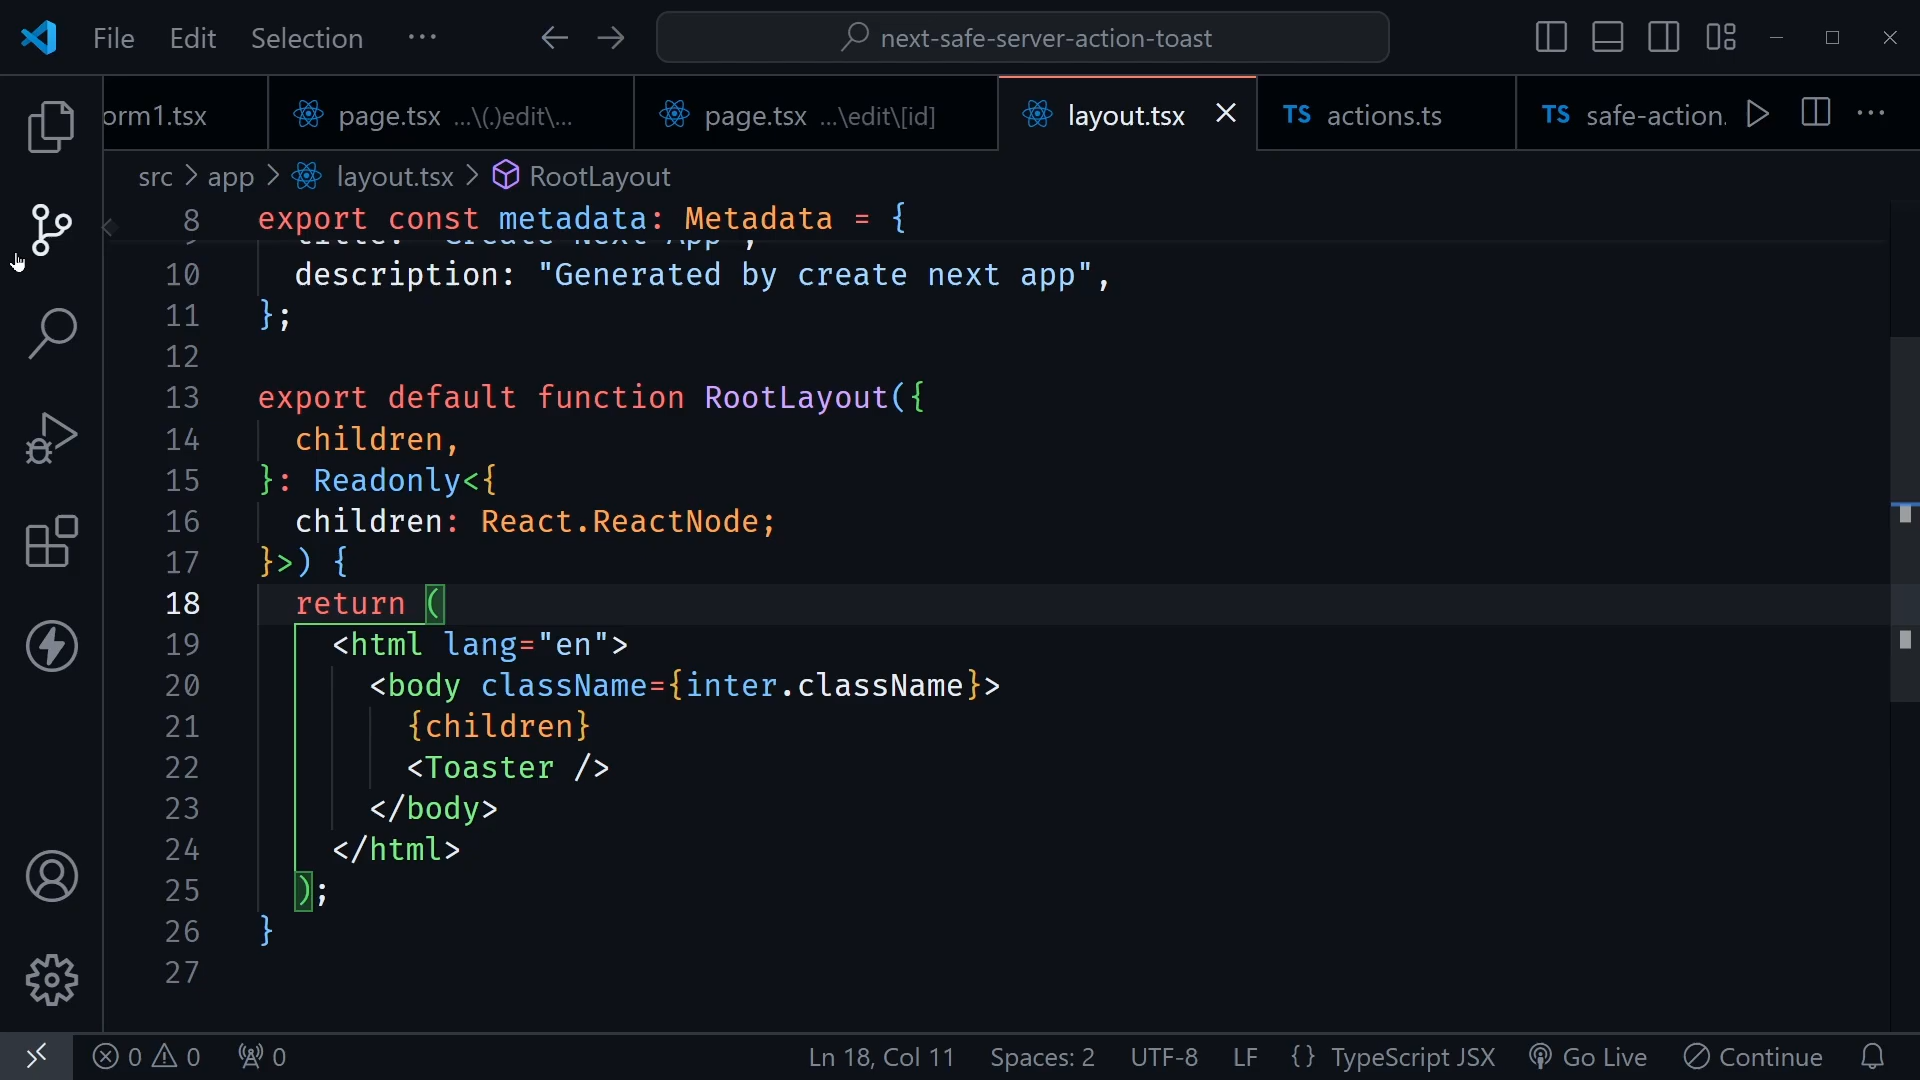 File Edit Selection ··· next-safe-server-action-toast
orm1.tsx page.tsx ...\(.)edit\... page.tsx ...\edit\[id] layout.tsx TS actions.ts TS safe-action. ···
src > app > layout.tsx > RootLayout
8 export const metadata: Metadata = {
10 description: "Generated by create next app",
11 };
12
13 export default function RootLayout({
14 children,
15 }: Readonly<{
16 children: React.ReactNode;
17 }>) {
18 return (
19 <html lang="en">
20 <body className={inter.className}>
21 {children}
22 <Toaster />
23 </body>
24 </html>
25 );
26 }
27
0 0 0 Ln 18, Col 11 Spaces: 2 UTF-8 LF {} TypeScript JSX Go Live Continue